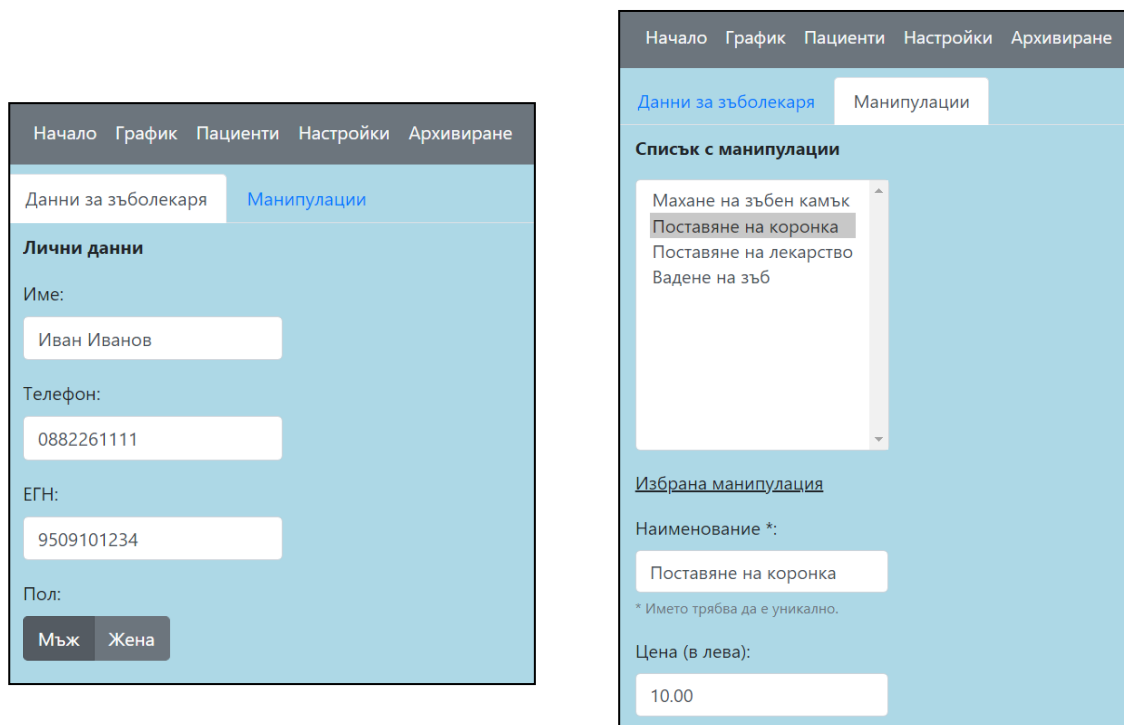 Начало График Пациенти Настройки Архивиране
Данни за зъболекаря Манипулации
Лични данни
Име:
Иван Иванов
Телефон:
0882261111
ЕГН:
9509101234
Пол:
Мъж Жена
Начало График Пациенти Настройки Архивиране
Данни за зъболекаря Манипулации
Списък с манипулации
Махане на зъбен камък
Поставяне на коронка
Поставяне на лекарство
Вадене на зъб
Избрана манипулация
Наименование *:
Поставяне на коронка
* Името трябва да е уникално.
Цена (в лева):
10.00